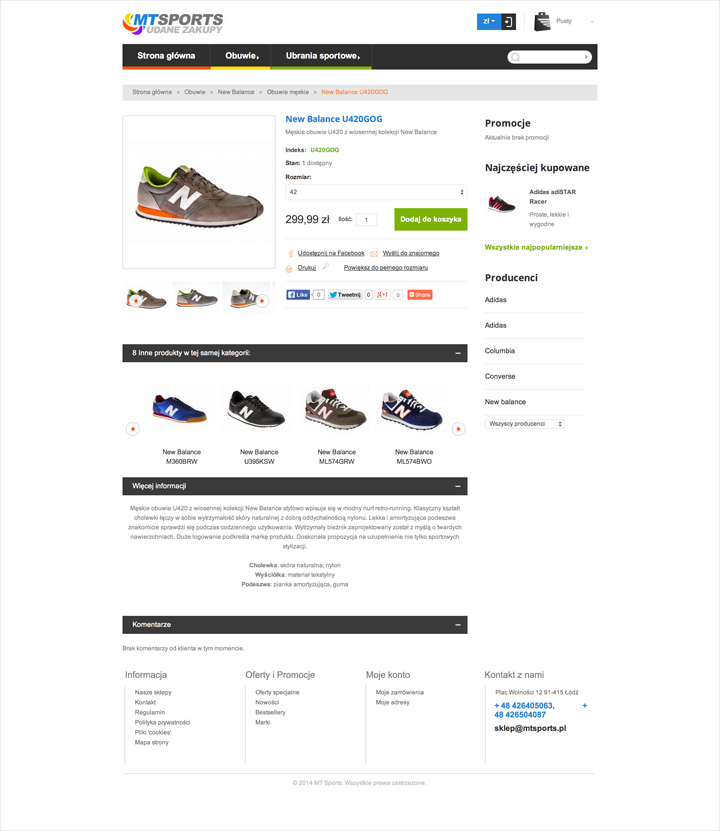 MTSPORTS
UDANE ZAKUPY
zł
Pusty
Strona główna
Obuwie
Ubrania sportowe
Strona główna » Obuwie » New Balance » Obuwie męskie » New Balance U420GOG
New Balance U420GOG
Męskie obuwie U420 z wiosennej kolekcji New Balance
Indeks: U420GOG
Stan: 1 dostępny
Rozmiar:
42
299,99 zł
Ilość: 1
Dodaj do koszyka
Udostępnij na Facebook
Wyślij do znajomego
Drukuj
Powiększ do pełnego rozmiaru
Like 0
Tweetnij 0
g+1 0
Share
Promocje
Aktualnie brak promocji
Najczęściej kupowane
Adidas adiSTAR
Racer
Proste, lekkie i
wygodne
Wszystkie najpopularniejsze
Producenci
Adidas
Adidas
Columbia
Converse
New balance
Wszyscy producenci
8 Inne produkty w tej samej kategorii:
New Balance
M360BRW
New Balance
U395KSW
New Balance
ML574GRW
New Balance
ML574BWO
Więcej informacji
Męskie obuwie U420 z wiosennej kolekcji New Balance stylowo wpisuje się w modny nurt retro-running. Klasyczny kształt
cholewki łączy w sobie wytrzymałość skóry naturalnej z dobrą oddychalnością nylonu. Lekka i amortyzująca podeszwa
znakomicie sprawdzi się podczas codziennego użytkowania. Wytrzymały bieżnik zaprojektowany został z myślą o twardych
nawierzchniach. Duże logowanie podkreśla markę produktu. Doskonała propozycja na uzupełnienie nie tylko sportowych
stylizacji.
Cholewka: skóra naturalna, nylon
Wyściółka: materiał tekstylny
Podeszwa: pianka amortyzująca, guma
Komentarze
Brak komentarzy od klienta w tym momencie.
Informacja
Nasze sklepy
Kontakt
Regulamin
Polityka prywatności
Pliki 'cookies'
Mapa strony
Oferty i Promocje
Oferty specjalne
Nowości
Bestsellery
Marki
Moje konto
Moje zamówienia
Moje adresy
Kontakt z nami
Plac Wolności 12 91-415 Łódź
+ 48 426405063, +
48 426504087
sklep@mtsports.pl
© 2014 MT Sports. Wszystkie prawa zastrzeżone.